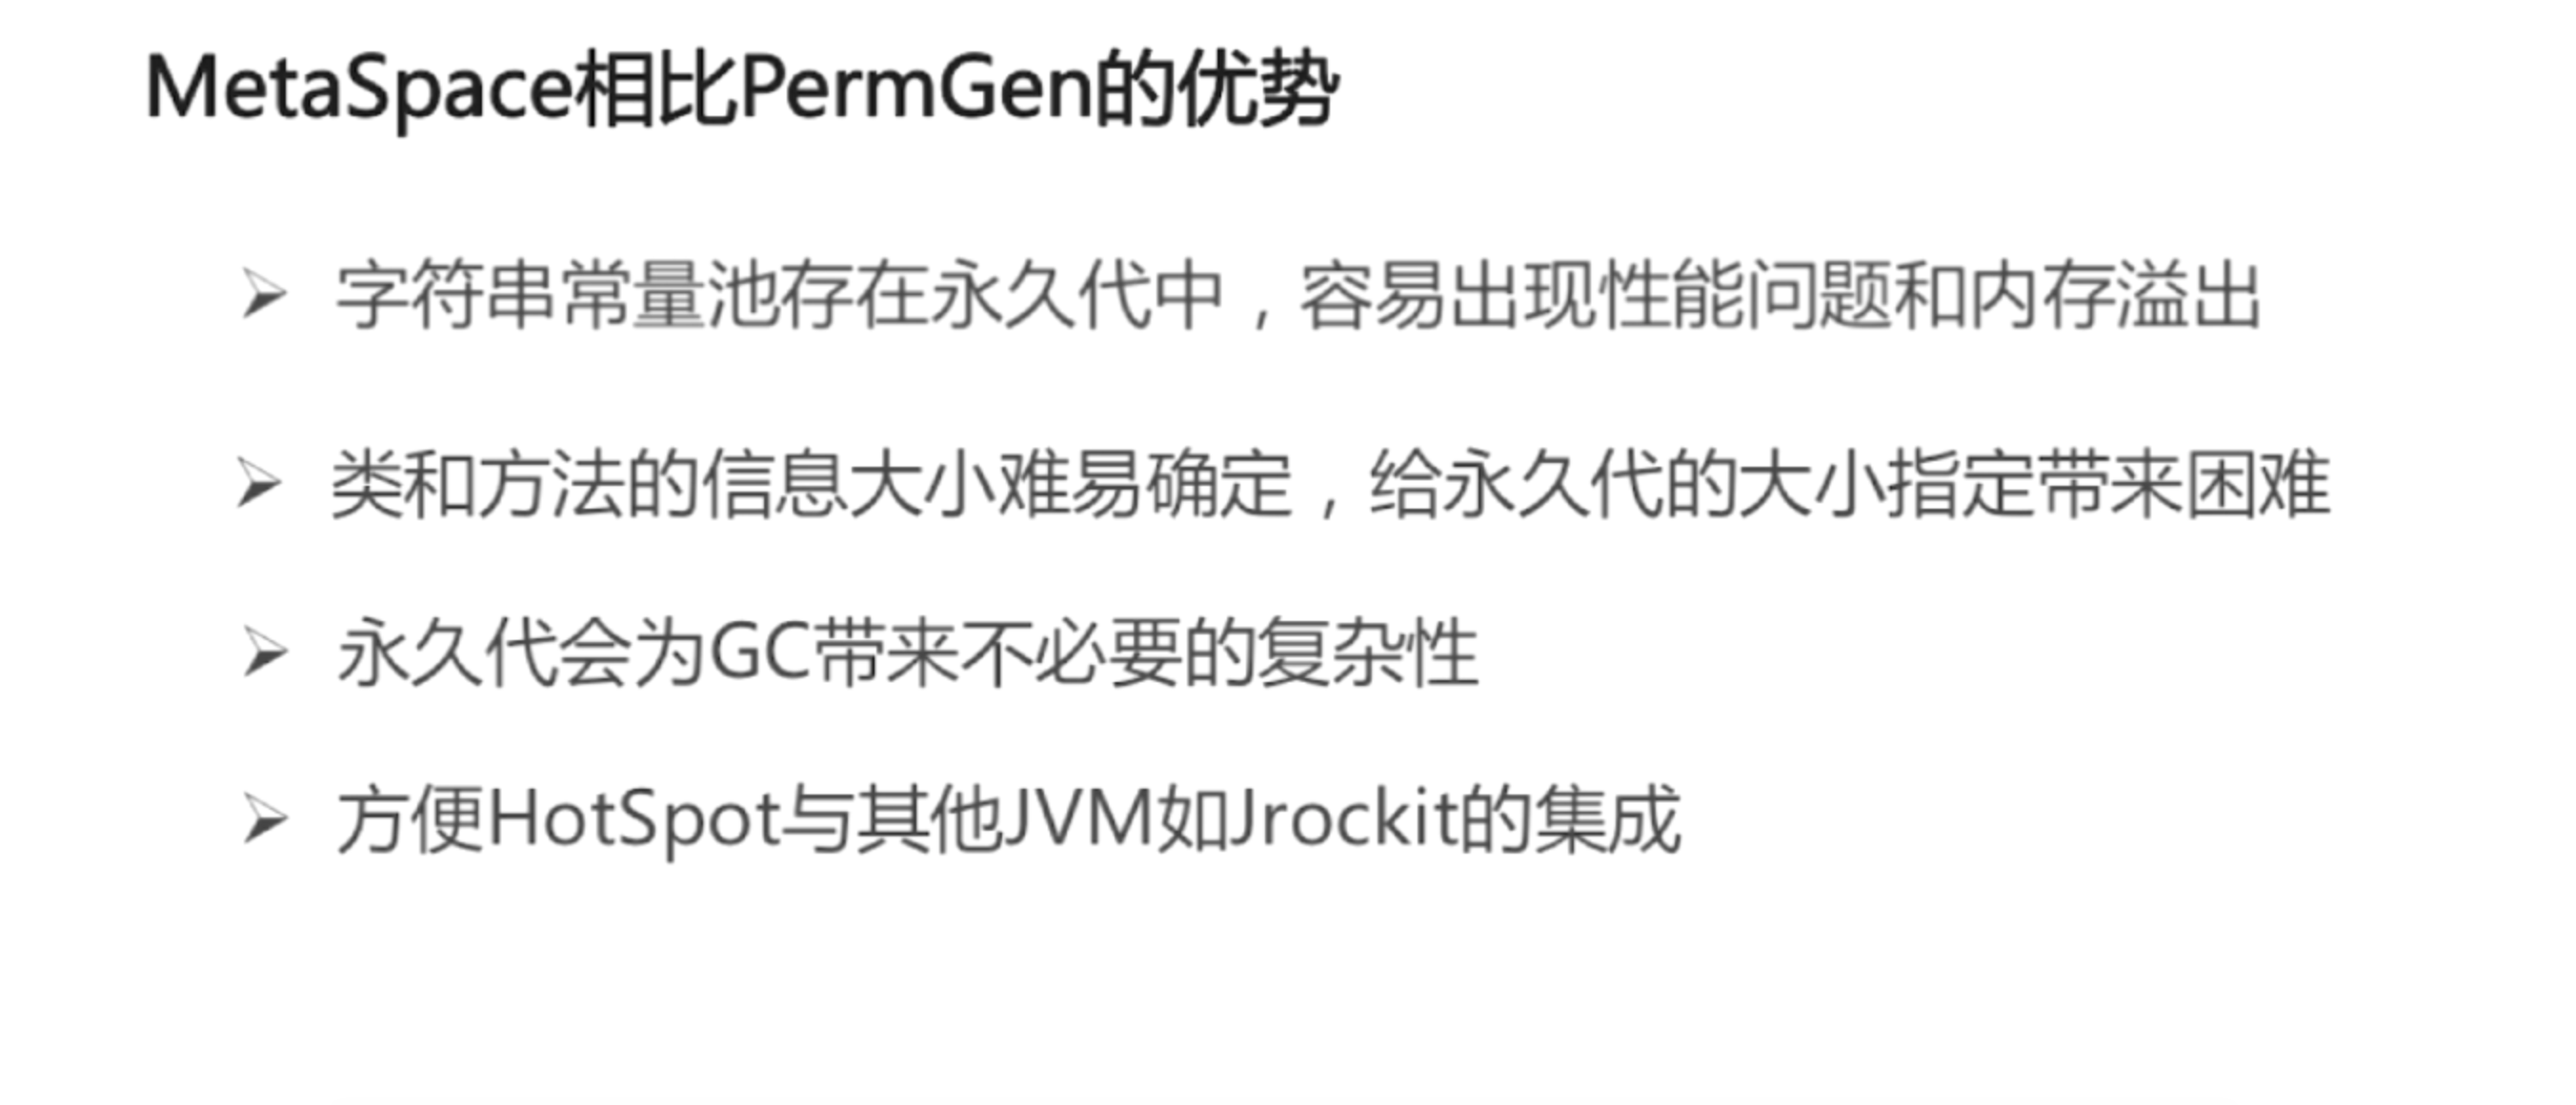 MetaSpace相比PermGen的优势
➢ 字符串常量池存在永久代中，容易出现性能问题和内存溢出
➢ 类和方法的信息大小难易确定，给永久代的大小指定带来困难
➢ 永久代会为GC带来不必要的复杂性
➢ 方便HotSpot与其他JVM如Jrockit的集成